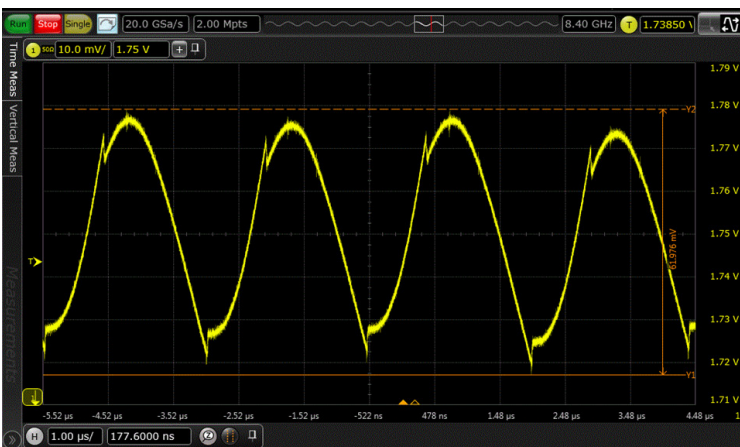 Run Stop Single 20.0 GSa/s 2.00 Mpts 8.40 GHz T 1.73850 V
1 50Ω 10.0 mV/ 1.75 V +
Time Meas
Vertical Meas
Measurements
1.79 V
1.78 V
1.77 V
1.76 V
1.75 V
1.74 V
1.73 V
1.72 V
1.71 V
Y2
61.976 mV
Y1
T
-5.52 µs -4.52 µs -3.52 µs -2.52 µs -1.52 µs -522 ns 478 ns 1.48 µs 2.48 µs 3.48 µs 4.48 µs 1
H 1.00 µs/ 177.6000 ns Z